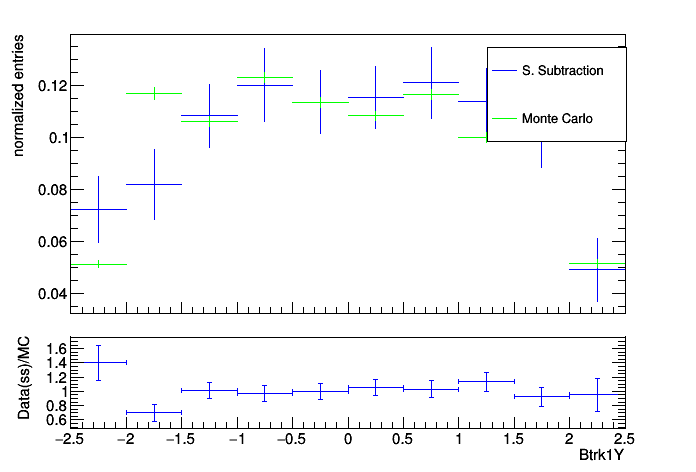 normalized entries
0.12
0.1
0.08
0.06
0.04
S. Subtraction
Monte Carlo
Data(ss)/MC
1.6
1.4
1.2
1
0.8
0.6
−2.5 −2 −1.5 −1 −0.5 0 0.5 1 1.5 2 2.5
Btrk1Y